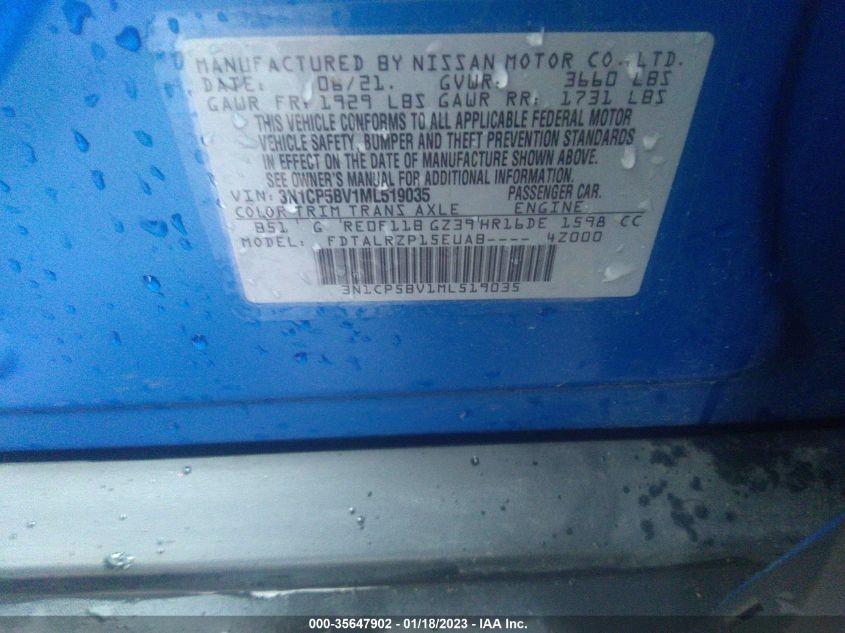 MANUFACTURED BY NISSAN MOTOR CO., LTD.
DATE: 06/21. GVWR: 3660 LBS
GAWR FR: 1929 LBS GAWR RR: 1731 LBS
THIS VEHICLE CONFORMS TO ALL APPLICABLE FEDERAL MOTOR
VEHICLE SAFETY, BUMPER AND THEFT PREVENTION STANDARDS
IN EFFECT ON THE DATE OF MANUFACTURE SHOWN ABOVE.
SEE OWNER'S MANUAL FOR ADDITIONAL INFORMATION.
VIN: 3N1CP5BV1ML519035 PASSENGER CAR.
COLOR TRIM TRANS AXLE ENGINE
B51 G RE0F11B GZ39 HR16DE 1598 CC
MODEL: FDTALRZP15EUAB---- 4Z000
3N1CP5BV1ML519035
000-35647902 - 01/18/2023 - IAA Inc.